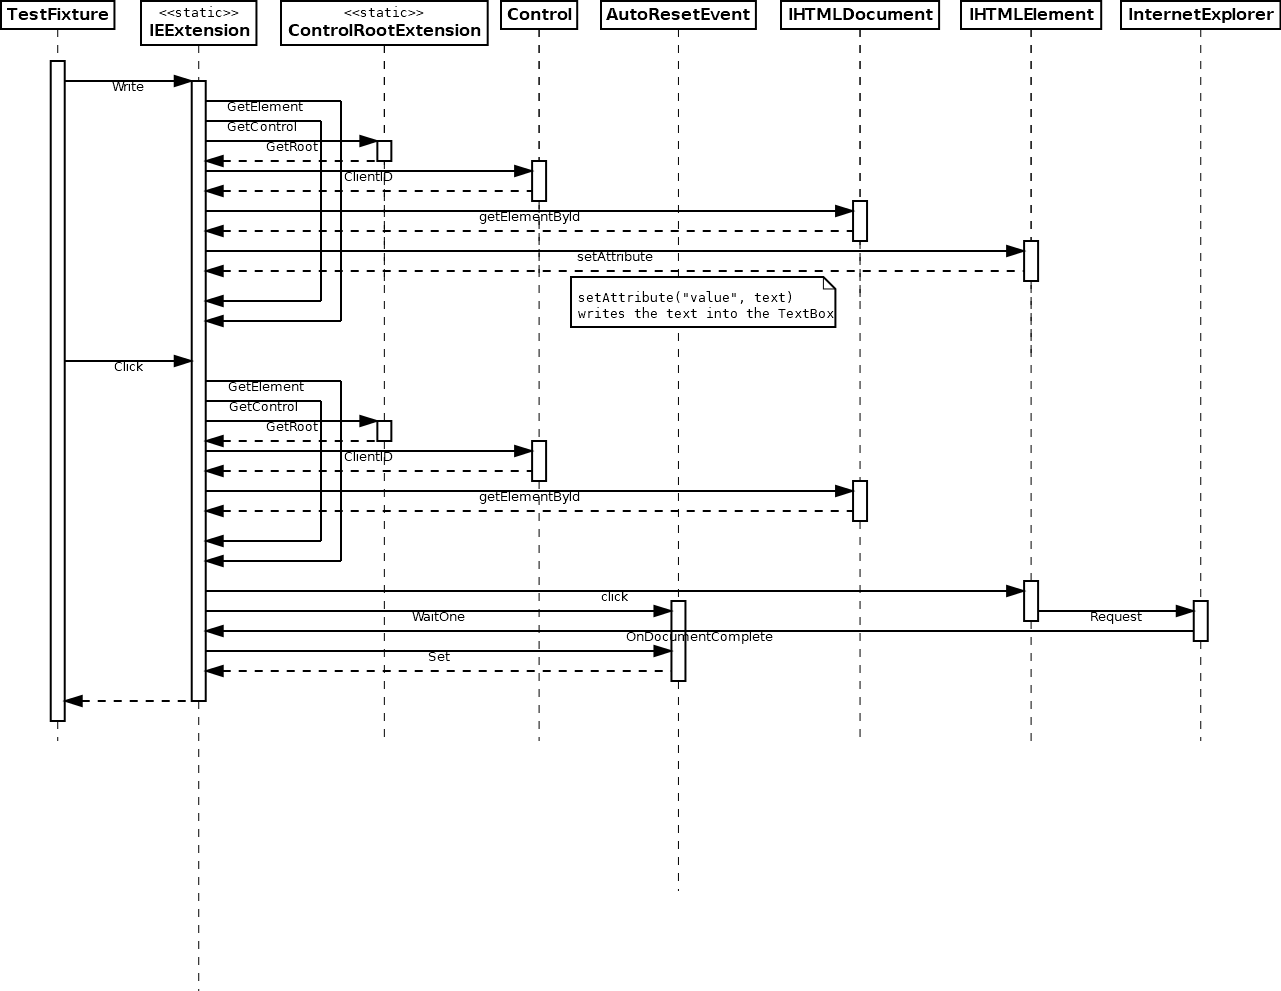 TestFixture
<<static>>
IEExtension
<<static>>
ControlRootExtension
Control
AutoResetEvent
IHTMLDocument
IHTMLElement
InternetExplorer
Write
GetElement
GetControl
GetRoot
ClientID
getElementById
setAttribute
setAttribute("value", text)
writes the text into the TextBox
Click
GetElement
GetControl
GetRoot
ClientID
getElementById
click
WaitOne
Request
OnDocumentComplete
Set